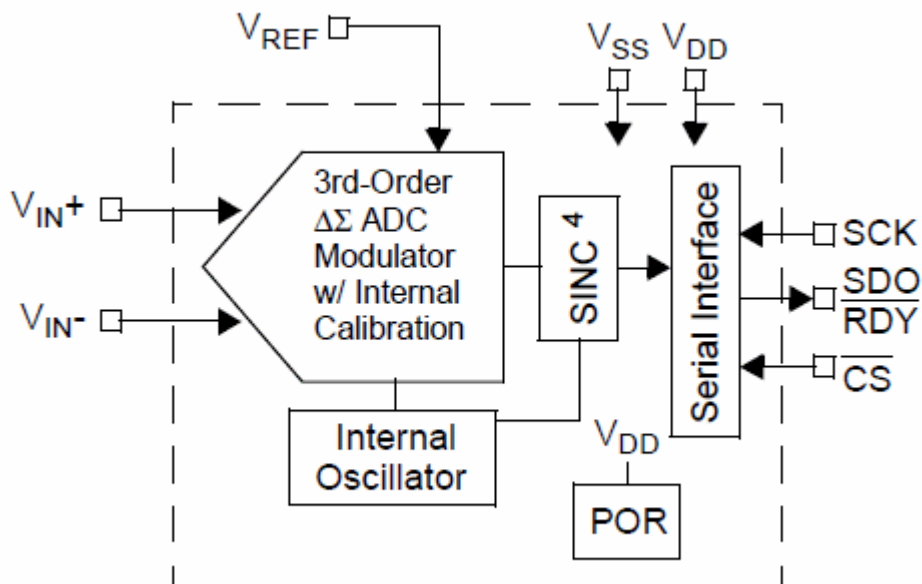 VREF
VSS VDD
VIN+
VIN-
3rd-Order
ΔΣ ADC
Modulator
w/ Internal
Calibration
SINC 4
Serial Interface
SCK
SDO
RDY
CS
Internal
Oscillator
VDD
POR